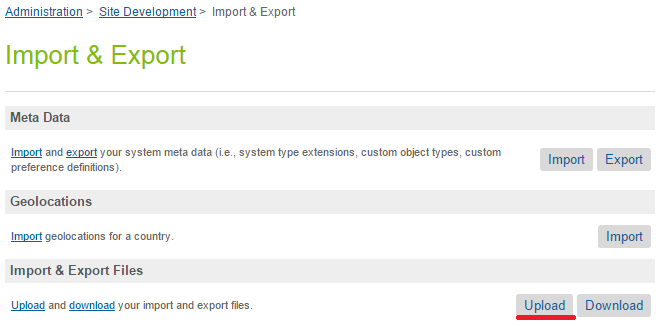 Administration > Site Development > Import & Export
Import & Export
Meta Data
Import and export your system meta data (i.e., system type extensions, custom object types, custom
preference definitions).
Import Export
Geolocations
Import geolocations for a country.
Import
Import & Export Files
Upload and download your import and export files.
Upload Download